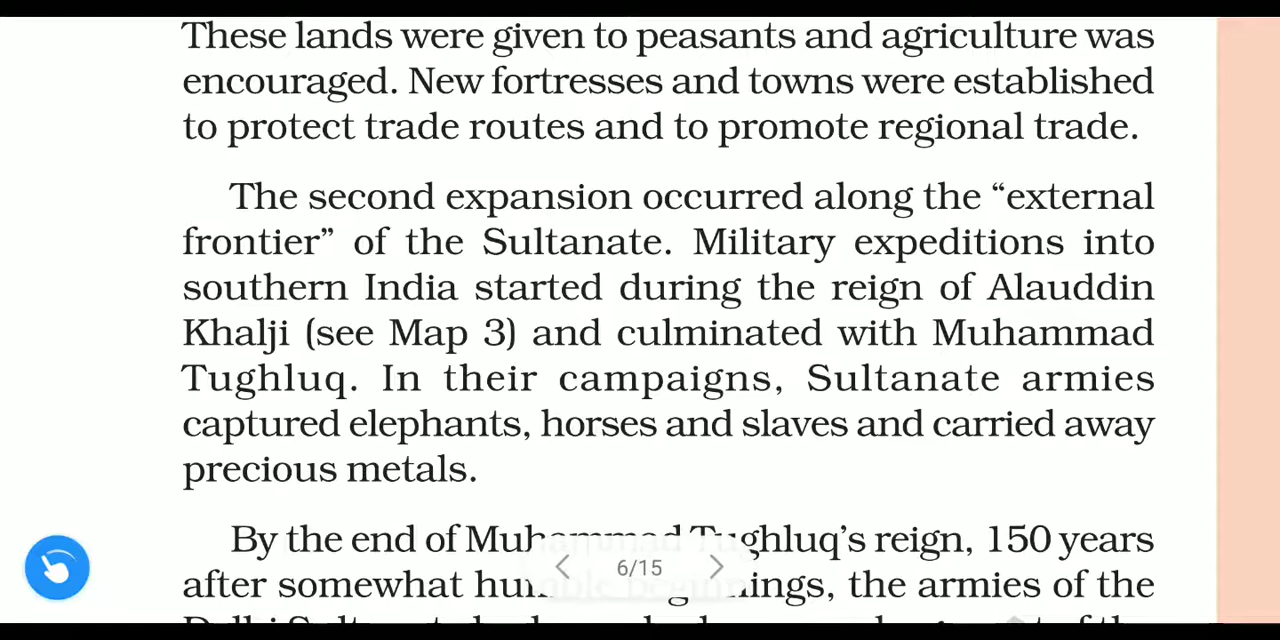 These lands were given to peasants and agriculture was
encouraged. New fortresses and towns were established
to protect trade routes and to promote regional trade.
The second expansion occurred along the “external
frontier” of the Sultanate. Military expeditions into
southern India started during the reign of Alauddin
Khalji (see Map 3) and culminated with Muhammad
Tughluq. In their campaigns, Sultanate armies
captured elephants, horses and slaves and carried away
precious metals.
By the end of Muhammad Tughluq’s reign, 150 years
6/15
after somewhat humble beginnings, the armies of the